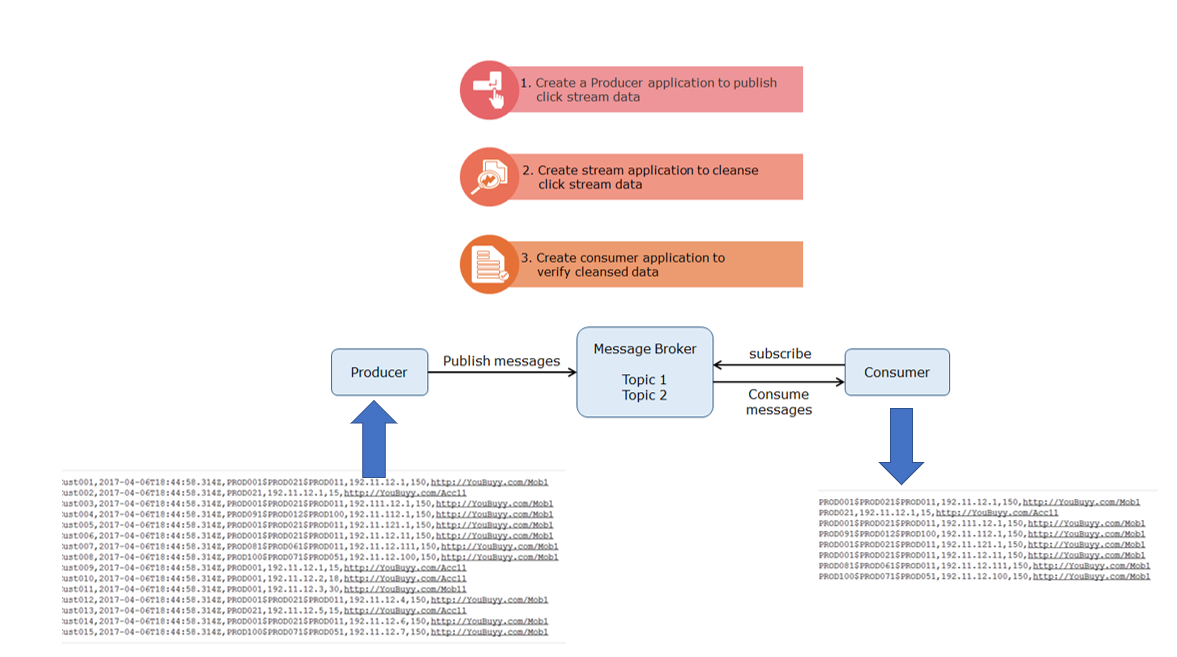 1. Create a Producer application to publish
click stream data
2. Create stream application to cleanse
click stream data
3. Create consumer application to
verify cleansed data
Producer
Publish messages
Message Broker
Topic 1
Topic 2
subscribe
Consume
messages
Consumer
ust001,2017-04-06T18:44:58.314Z,PROD001$PROD021$PROD011,192.11.12.1,150,http://YouBuyy.com/Mob1
ust002,2017-04-06T18:44:58.314Z,PROD021,192.11.12.1,15,http://YouBuyy.com/Acc11
ust003,2017-04-06T18:44:58.314Z,PROD001$PROD021$PROD011,192.111.12.1,150,http://YouBuyy.com/Mob1
ust004,2017-04-06T18:44:58.314Z,PROD091$PROD012$PROD100,192.11.112.1,150,http://YouBuyy.com/Mob1
ust005,2017-04-06T18:44:58.314Z,PROD001$PROD021$PROD011,192.11.121.1,150,http://YouBuyy.com/Mob1
ust006,2017-04-06T18:44:58.314Z,PROD001$PROD021$PROD011,192.11.12.11,150,http://YouBuyy.com/Mob1
ust007,2017-04-06T18:44:58.314Z,PROD081$PROD061$PROD011,192.11.12.111,150,http://YouBuyy.com/Mob1
ust008,2017-04-06T18:44:58.314Z,PROD100$PROD071$PROD051,192.11.12.100,150,http://YouBuyy.com/Mob1
ust009,2017-04-06T18:44:58.314Z,PROD001,192.11.12.1,15,http://YouBuyy.com/Acc11
ust010,2017-04-06T18:44:58.314Z,PROD001,192.11.12.2,18,http://YouBuyy.com/Acc11
ust011,2017-04-06T18:44:58.314Z,PROD001,192.11.12.3,30,http://YouBuyy.com/Mob11
ust012,2017-04-06T18:44:58.314Z,PROD001$PROD021$PROD011,192.11.12.4,150,http://YouBuyy.com/Mob1
ust013,2017-04-06T18:44:58.314Z,PROD021,192.11.12.5,15,http://YouBuyy.com/Acc11
ust014,2017-04-06T18:44:58.314Z,PROD001$PROD021$PROD011,192.11.12.6,150,http://YouBuyy.com/Mob1
ust015,2017-04-06T18:44:58.314Z,PROD100$PROD071$PROD051,192.11.12.7,150,http://YouBuyy.com/Mob1
PROD001$PROD021$PROD011,192.11.12.1,150,http://YouBuyy.com/Mob1
PROD021,192.11.12.1,15,http://YouBuyy.com/Acc11
PROD001$PROD021$PROD011,192.111.12.1,150,http://YouBuyy.com/Mob1
PROD091$PROD012$PROD100,192.11.112.1,150,http://YouBuyy.com/Mob1
PROD001$PROD021$PROD011,192.11.121.1,150,http://YouBuyy.com/Mob1
PROD001$PROD021$PROD011,192.11.12.11,150,http://YouBuyy.com/Mob1
PROD081$PROD061$PROD011,192.11.12.111,150,http://YouBuyy.com/Mob1
PROD100$PROD071$PROD051,192.11.12.100,150,http://YouBuyy.com/Mob1